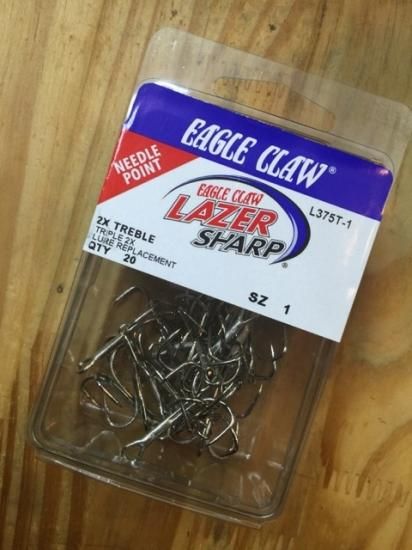 EAGLE CLAW®
NEEDLE
POINT
EAGLE CLAW
LAZER
SHARP®
L375T-1
2X TREBLE
TRIPLE 2X
LURE REPLACEMENT
QTY 20
SZ 1